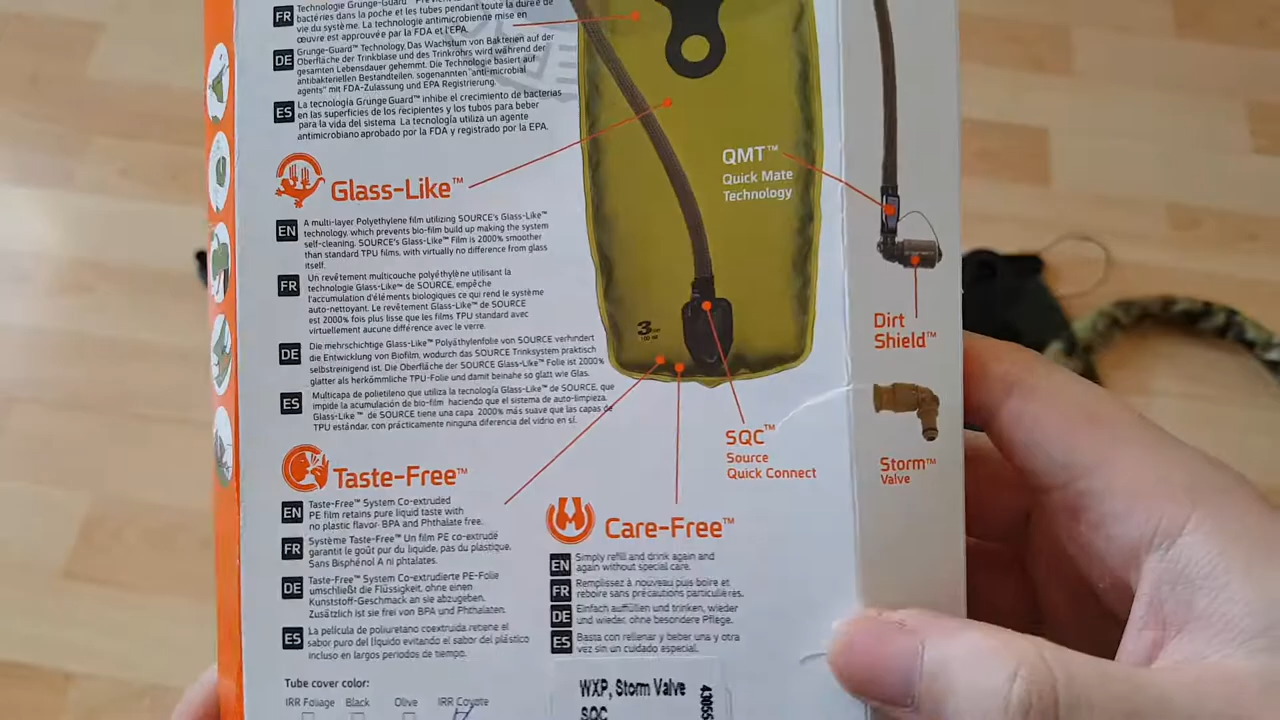 FR
Technologie Grunge-Guard™
bactéries dans la poche et les tubes pendant toute la durée de
vie du système. La technologie antimicrobienne mise en
œuvre est approuvée par la FDA et l'EPA.
DE
Grunge-Guard™ Technology. Das Wachstum von Bakterien auf der
Oberfläche der Trinkblase und des Trinkrohrs wird während der
gesamten Lebensdauer gehemmt. Die Technologie basiert auf
antibakteriellen Bestandteilen, sogenannten "anti-microbial
agents" mit FDA-Zulassung und EPA Registrierung.
ES
La tecnología Grunge Guard™ inhibe el crecimiento de bacterias
en las superficies de los recipientes y los tubos para beber
para la vida del sistema. La tecnología utiliza un agente
antimicrobiano aprobado por la FDA y registrado por la EPA.
Glass-Like™
EN
A multi-layer Polyethylene film utilizing SOURCE's Glass-Like™
technology, which prevents bio-film build up making the system
self-cleaning. SOURCE's Glass-Like™ Film is 2000% smoother
than standard TPU films, with virtually no difference from glass
itself.
FR
Un revêtement multicouche polyéthylène utilisant la
technologie Glass-Like™ de SOURCE, empêche
l'accumulation d'éléments biologiques ce qui rend le système
auto-nettoyant. Le revêtement Glass-Like™ de SOURCE
est 2000% fois plus lisse que les films TPU standard avec
virtuellement aucune différence avec le verre.
DE
Die mehrschichtige Glass-Like™ Polyäthylenfolie von SOURCE verhindert
die Entwicklung von Biofilm, wodurch das SOURCE Trinksystem praktisch
selbstreinigend ist. Die Oberfläche der SOURCE Glass-Like™ Folie ist 2000%
glatter als herkömmliche TPU-Folie und damit beinahe so glatt wie Glas.
ES
Multicapa de polietileno que utiliza la tecnología Glass-Like™ de SOURCE, que
impide la acumulación de bio-film haciendo que el sistema de auto-limpieza.
Glass-Like™ de SOURCE tiene una capa 2000% más suave que las capas de
TPU estándar, con prácticamente ninguna diferencia del vidrio en sí.
Taste-Free™
EN
Taste-Free™ System Co-extruded
PE film retains pure liquid taste with
no plastic flavor. BPA and Phthalate free.
FR
Système Taste-Free™ Un film PE co-extrudé
garantit le goût pur du liquide, pas du plastique.
Sans Bisphénol A ni phtalates.
DE
Taste-Free™ System Co-extrudierte PE-Folie
umschließt die Flüssigkeit, ohne einen
Kunststoff-Geschmack an sie abzugeben.
Zusätzlich ist sie frei von BPA und Phthalaten.
ES
La película de poliuretano coextruida retiene el
sabor puro del líquido evitando el sabor del plástico
incluso en largos periodos de tiempo.
Care-Free™
EN
Simply refill and drink again and
again without special care.
FR
Remplissez à nouveau puis boire et
reboire sans précautions particulières.
DE
Einfach auffüllen und trinken, wieder
und wieder, ohne besondere Pflege.
ES
Basta con rellenar y beber una y otra
vez sin un cuidado especial.
Tube cover color:
IRR Foliage Black Olive IRR Coyote
WXP, Storm Valve
SQC
QMT™
Quick Mate
Technology
3
SQC™
Source
Quick Connect
Dirt
Shield™
Storm™
Valve